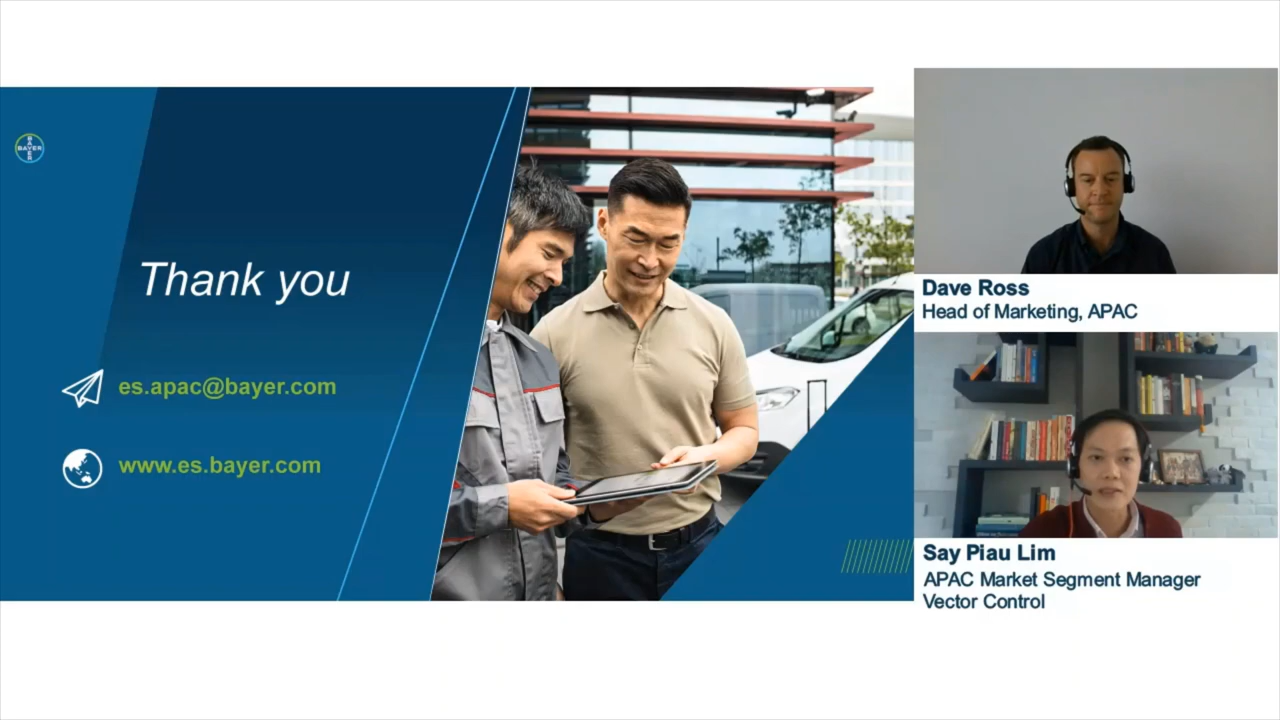 BAYER
BAYER
Thank you
es.apac@bayer.com
www.es.bayer.com
Dave Ross
Head of Marketing, APAC
Say Piau Lim
APAC Market Segment Manager
Vector Control